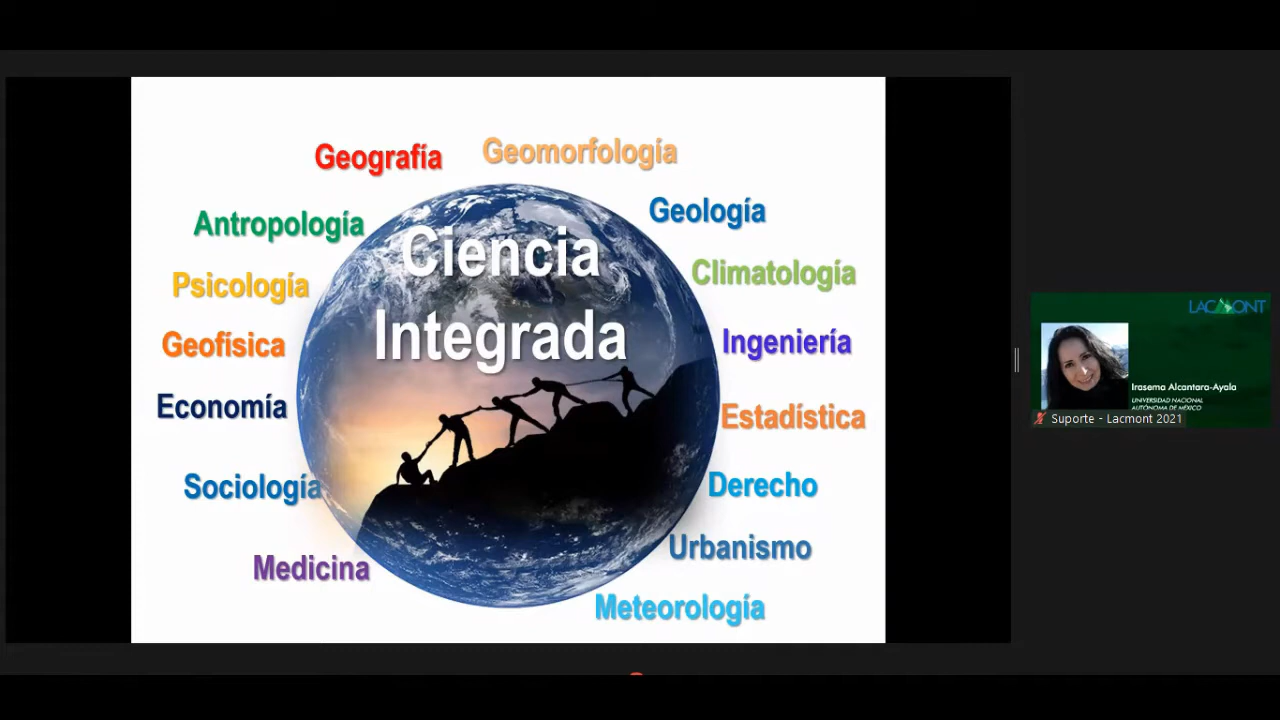 Geografía
Geomorfología
Antropología
Geología
Ciencia
Integrada
Psicología
Climatología
Geofísica
Ingeniería
Economía
Estadística
Sociología
Derecho
Medicina
Urbanismo
Meteorología
LACMONT
Irasema Alcantara-Ayala
UNIVERSIDAD NACIONAL
AUTÓNOMA DE MÉXICO
Suporte - Lacmont 2021